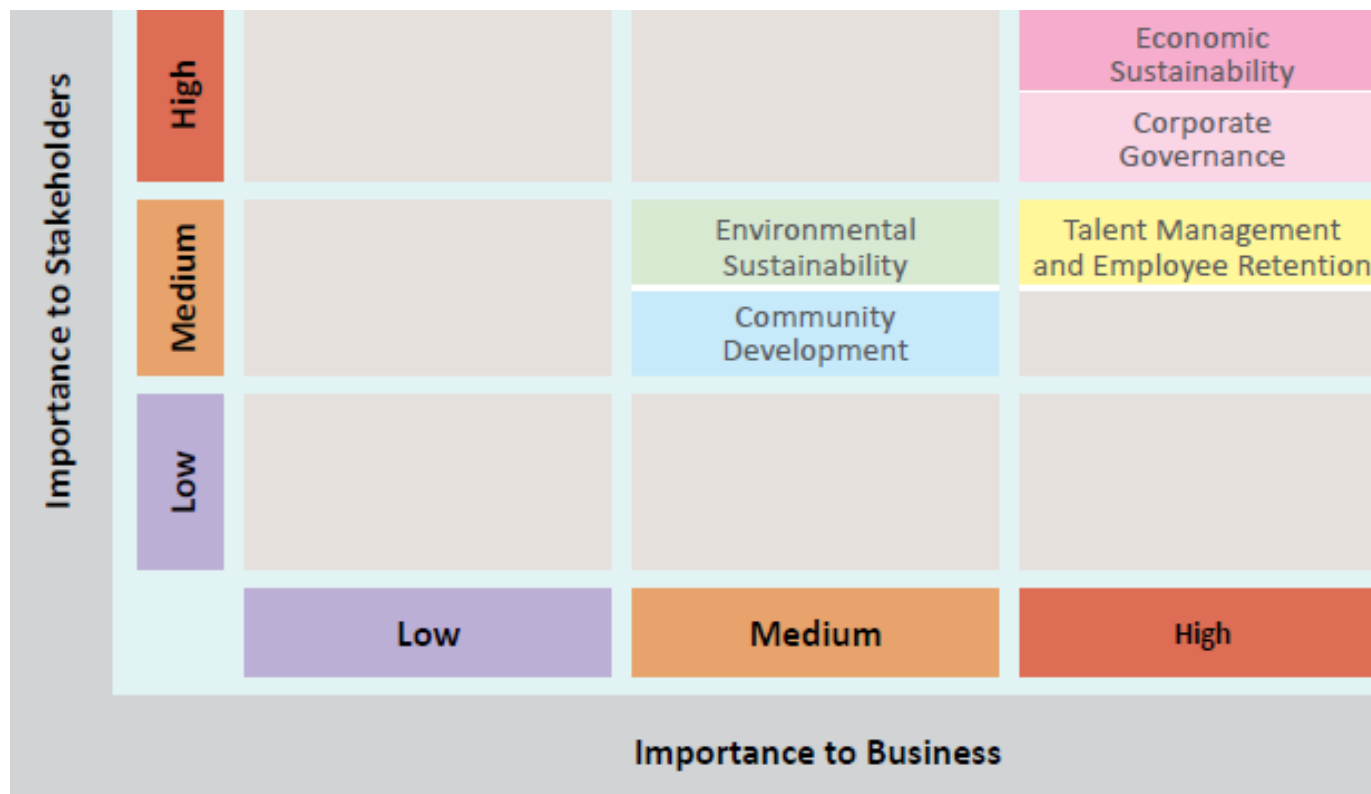 Importance to Stakeholders
High
Economic
Sustainability
Corporate
Governance
Medium
Environmental
Sustainability
Talent Management
and Employee Retention
Community
Development
Low
Low
Medium
High
Importance to Business